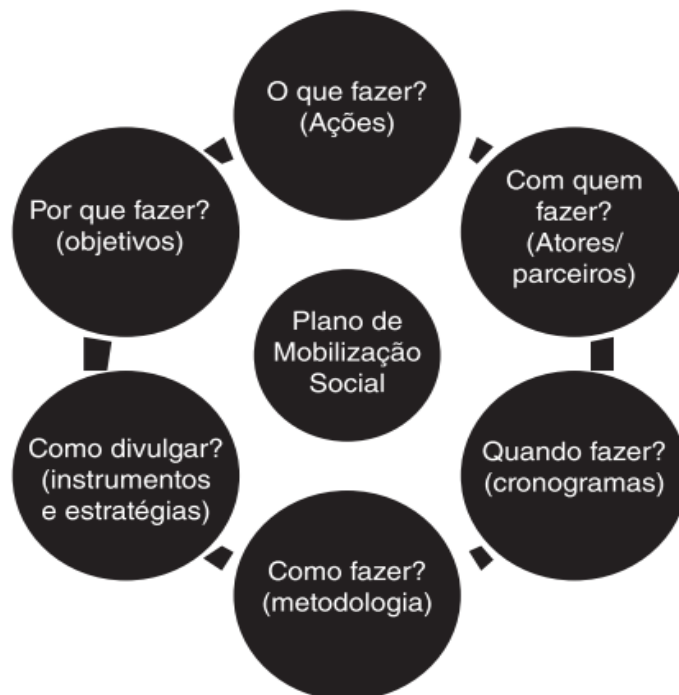 O que fazer?
(Ações)
Com quem
fazer?
(Atores/
parceiros)
Quando fazer?
(cronogramas)
Como fazer?
(metodologia)
Como divulgar?
(instrumentos
e estratégias)
Por que fazer?
(objetivos)
Plano de
Mobilização
Social